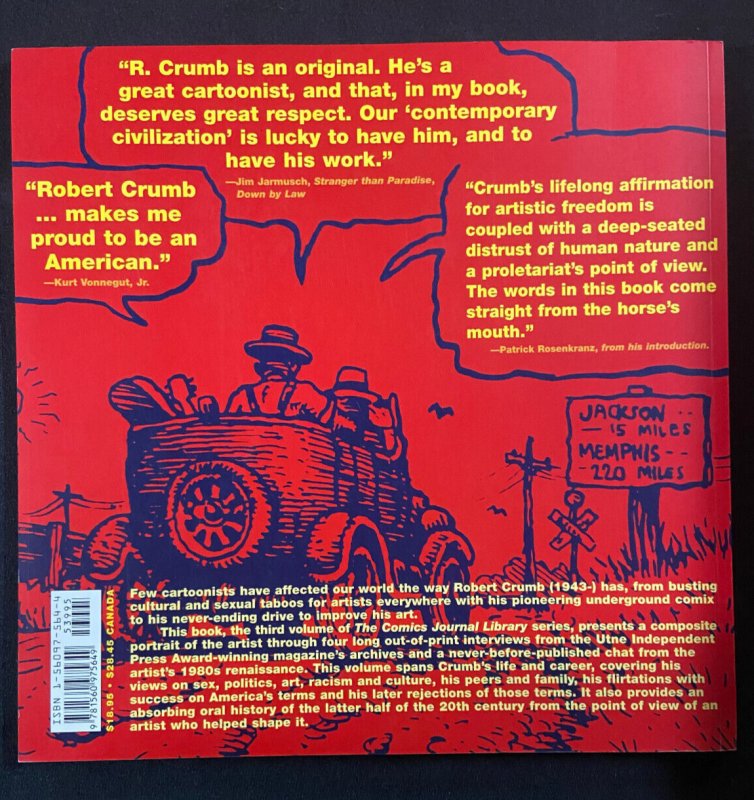 “R. Crumb is an original. He’s a
great cartoonist, and that, in my book,
deserves great respect. Our ‘contemporary
civilization’ is lucky to have him, and to
have his work.”
—Jim Jarmusch, Stranger than Paradise,
Down by Law
“Robert Crumb
... makes me
proud to be an
American.”
—Kurt Vonnegut, Jr.
“Crumb’s lifelong affirmation
for artistic freedom is
coupled with a deep-seated
distrust of human nature and
a proletariat’s point of view.
The words in this book come
straight from the horse’s
mouth.”
—Patrick Rosenkranz, from his introduction.
JACKSON --
— 15 MILES
MEMPHIS --
-220 MILES
Few cartoonists have affected our world the way Robert Crumb (1943-) has, from busting
cultural and sexual taboos for artists everywhere with his pioneering underground comix
to his never-ending drive to improve his art.
This book, the third volume of The Comics Journal Library series, presents a composite
portrait of the artist through four long out-of-print interviews from the Utne Independent
Press Award-winning magazine’s archives and a never-before-published chat from the
artist’s 1980s renaissance. This volume spans Crumb’s life and career, covering his
views on sex, politics, art, racism and culture, his peers and family, his flirtations with
success on America’s terms and his later rejections of those terms. It also provides an
absorbing oral history of the latter half of the 20th century from the point of view of an
artist who helped shape it.
ISBN 1-56097-564-4
51995
9 781560 975649
$18.95 • $28.45 CANADA